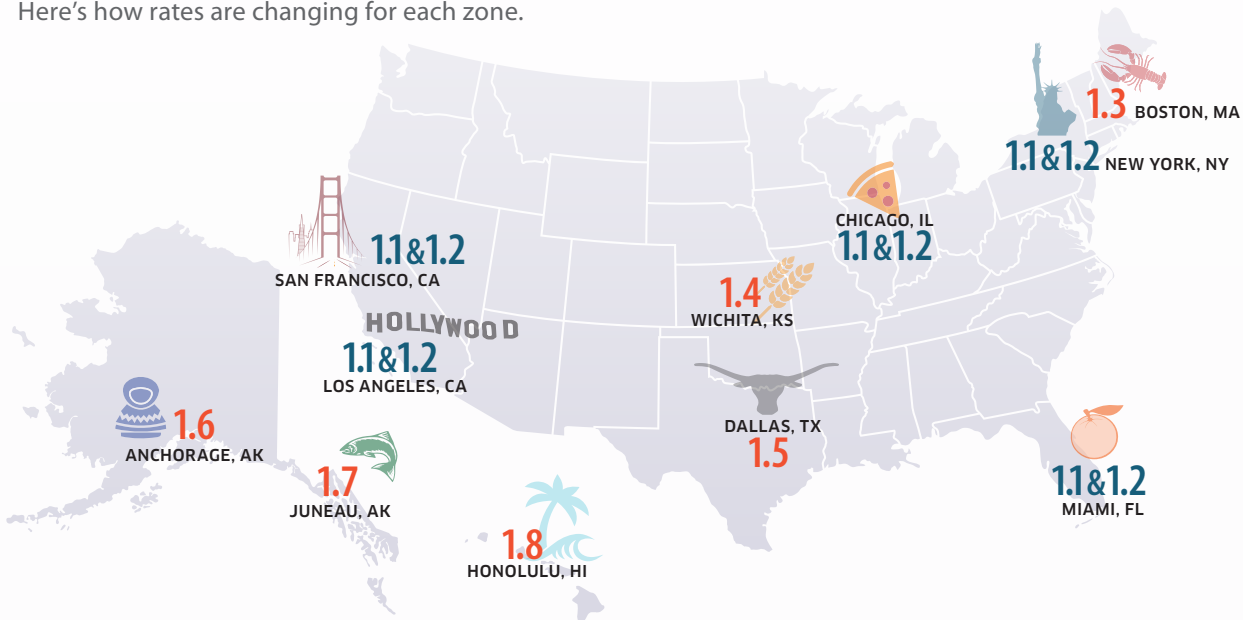 Here's how rates are changing for each zone.
1.3 BOSTON, MA
1.1&1.2 NEW YORK, NY
CHICAGO, IL
1.1&1.2
1.1&1.2
SAN FRANCISCO, CA
1.4
WICHITA, KS
HOLLYWOOD
1.1&1.2
LOS ANGELES, CA
DALLAS, TX
1.5
1.6
ANCHORAGE, AK
1.7
JUNEAU, AK
1.1&1.2
MIAMI, FL
1.8
HONOLULU, HI